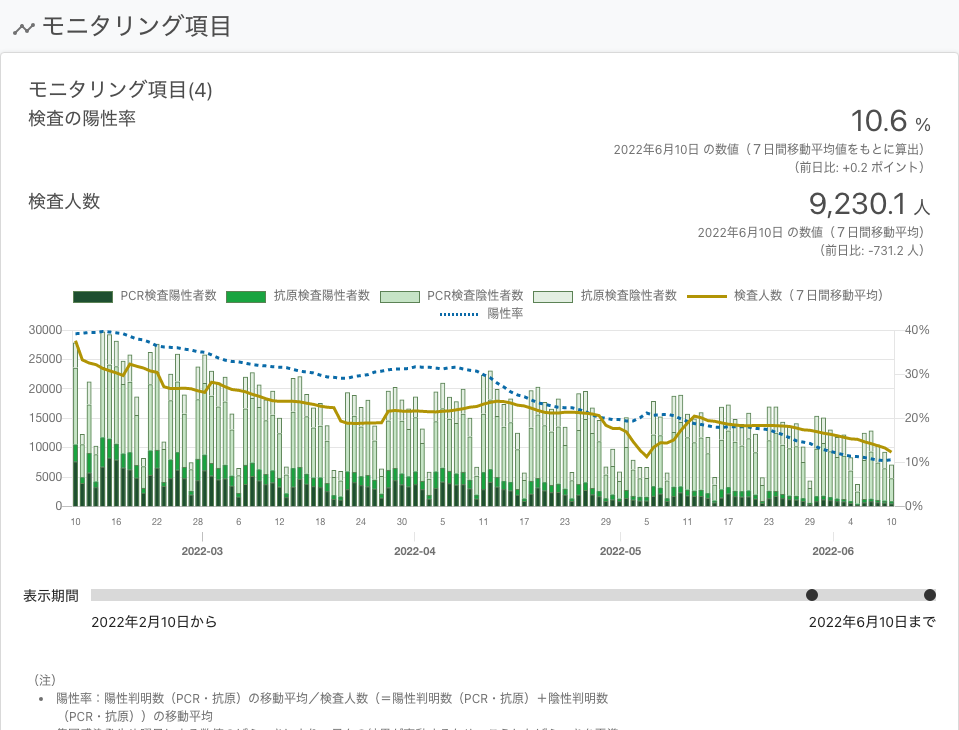 モニタリング項目
モニタリング項目(4)
検査の陽性率
10.6 %
2022年6月10日 の数値（７日間移動平均値をもとに算出）
（前日比: +0.2 ポイント）
検査人数
9,230.1 人
2022年6月10日 の数値（７日間移動平均）
（前日比: -731.2 人）
PCR検査陽性者数 抗原検査陽性者数 PCR検査陰性者数 抗原検査陰性者数 検査人数（７日間移動平均）
陽性率
30000 40%
25000
30%
20000
15000 20%
10000
10%
5000
0 0%
10 16 22 28 6 12 18 24 30 5 11 17 23 29 5 11 17 23 29 4 10
2022-03 2022-04 2022-05 2022-06
表示期間
2022年2月10日から 2022年6月10日まで
（注）
• 陽性率：陽性判明数（PCR・抗原）の移動平均／検査人数（＝陽性判明数（PCR・抗原）＋陰性判明数
（PCR・抗原））の移動平均